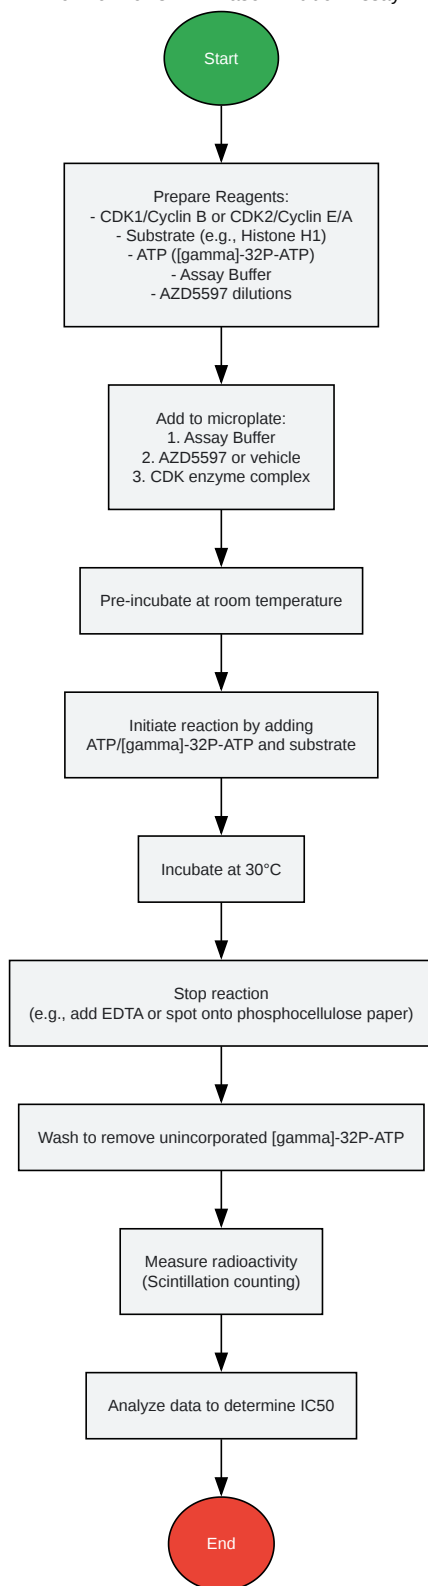 Start
Prepare Reagents:
- CDK1/Cyclin B or CDK2/Cyclin E/A
- Substrate (e.g., Histone H1)
- ATP ([gamma]-32P-ATP)
- Assay Buffer
- AZD5597 dilutions
Add to microplate:
1. Assay Buffer
2. AZD5597 or vehicle
3. CDK enzyme complex
Pre-incubate at room temperature
Initiate reaction by adding
ATP/[gamma]-32P-ATP and substrate
Incubate at 30°C
Stop reaction
(e.g., add EDTA or spot onto phosphocellulose paper)
Wash to remove unincorporated [gamma]-32P-ATP
Measure radioactivity
(Scintillation counting)
Analyze data to determine IC50
End